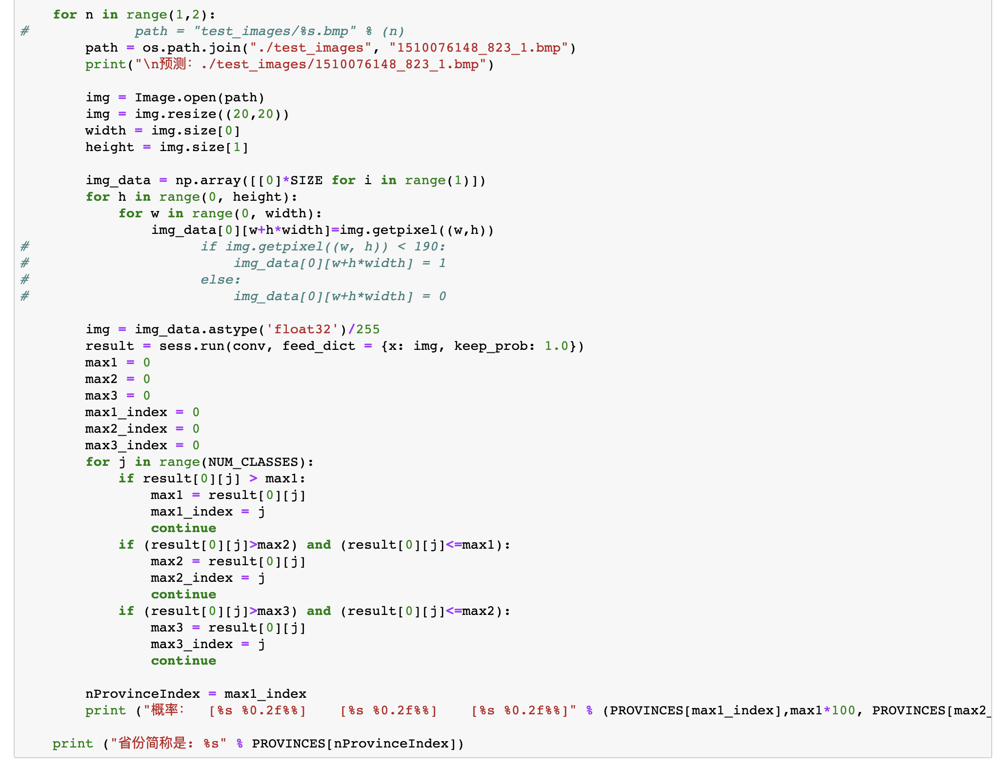 for n in range(1,2):
#             path = "test_images/%s.bmp" % (n)
        path = os.path.join("./test_images", "1510076148_823_1.bmp")
        print("\n预测：./test_images/1510076148_823_1.bmp")
        img = Image.open(path)
        img = img.resize((20,20))
        width = img.size[0]
        height = img.size[1]
        img_data = np.array([[0]*SIZE for i in range(1)])
        for h in range(0, height):
            for w in range(0, width):
                img_data[0][w+h*width]=img.getpixel((w,h))
#                     if img.getpixel((w, h)) < 190:
#                         img_data[0][w+h*width] = 1
#                     else:
#                         img_data[0][w+h*width] = 0
        img = img_data.astype('float32')/255
        result = sess.run(conv, feed_dict = {x: img, keep_prob: 1.0})
        max1 = 0
        max2 = 0
        max3 = 0
        max1_index = 0
        max2_index = 0
        max3_index = 0
        for j in range(NUM_CLASSES):
            if result[0][j] > max1:
                max1 = result[0][j]
                max1_index = j
                continue
            if (result[0][j]>max2) and (result[0][j]<=max1):
                max2 = result[0][j]
                max2_index = j
                continue
            if (result[0][j]>max3) and (result[0][j]<=max2):
                max3 = result[0][j]
                max3_index = j
                continue
        nProvinceIndex = max1_index
        print ("概率：  [%s %0.2f%%]    [%s %0.2f%%]    [%s %0.2f%%]" % (PROVINCES[max1_index],max1*100, PROVINCES[max2_
    print ("省份简称是: %s" % PROVINCES[nProvinceIndex])